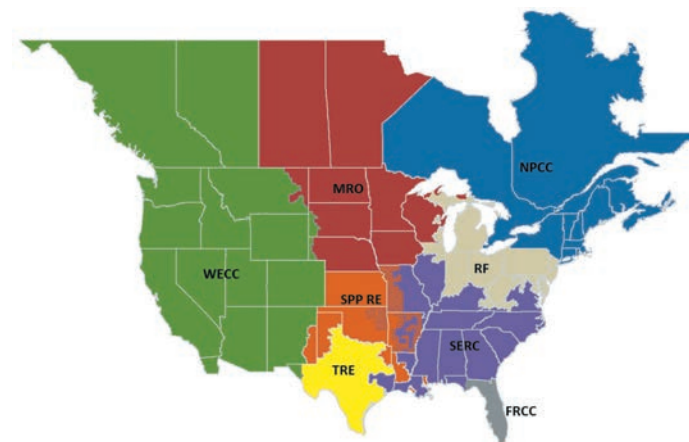 NPCC
MRO
WECC
RF
SPP RE
SERC
TRE
FRCC